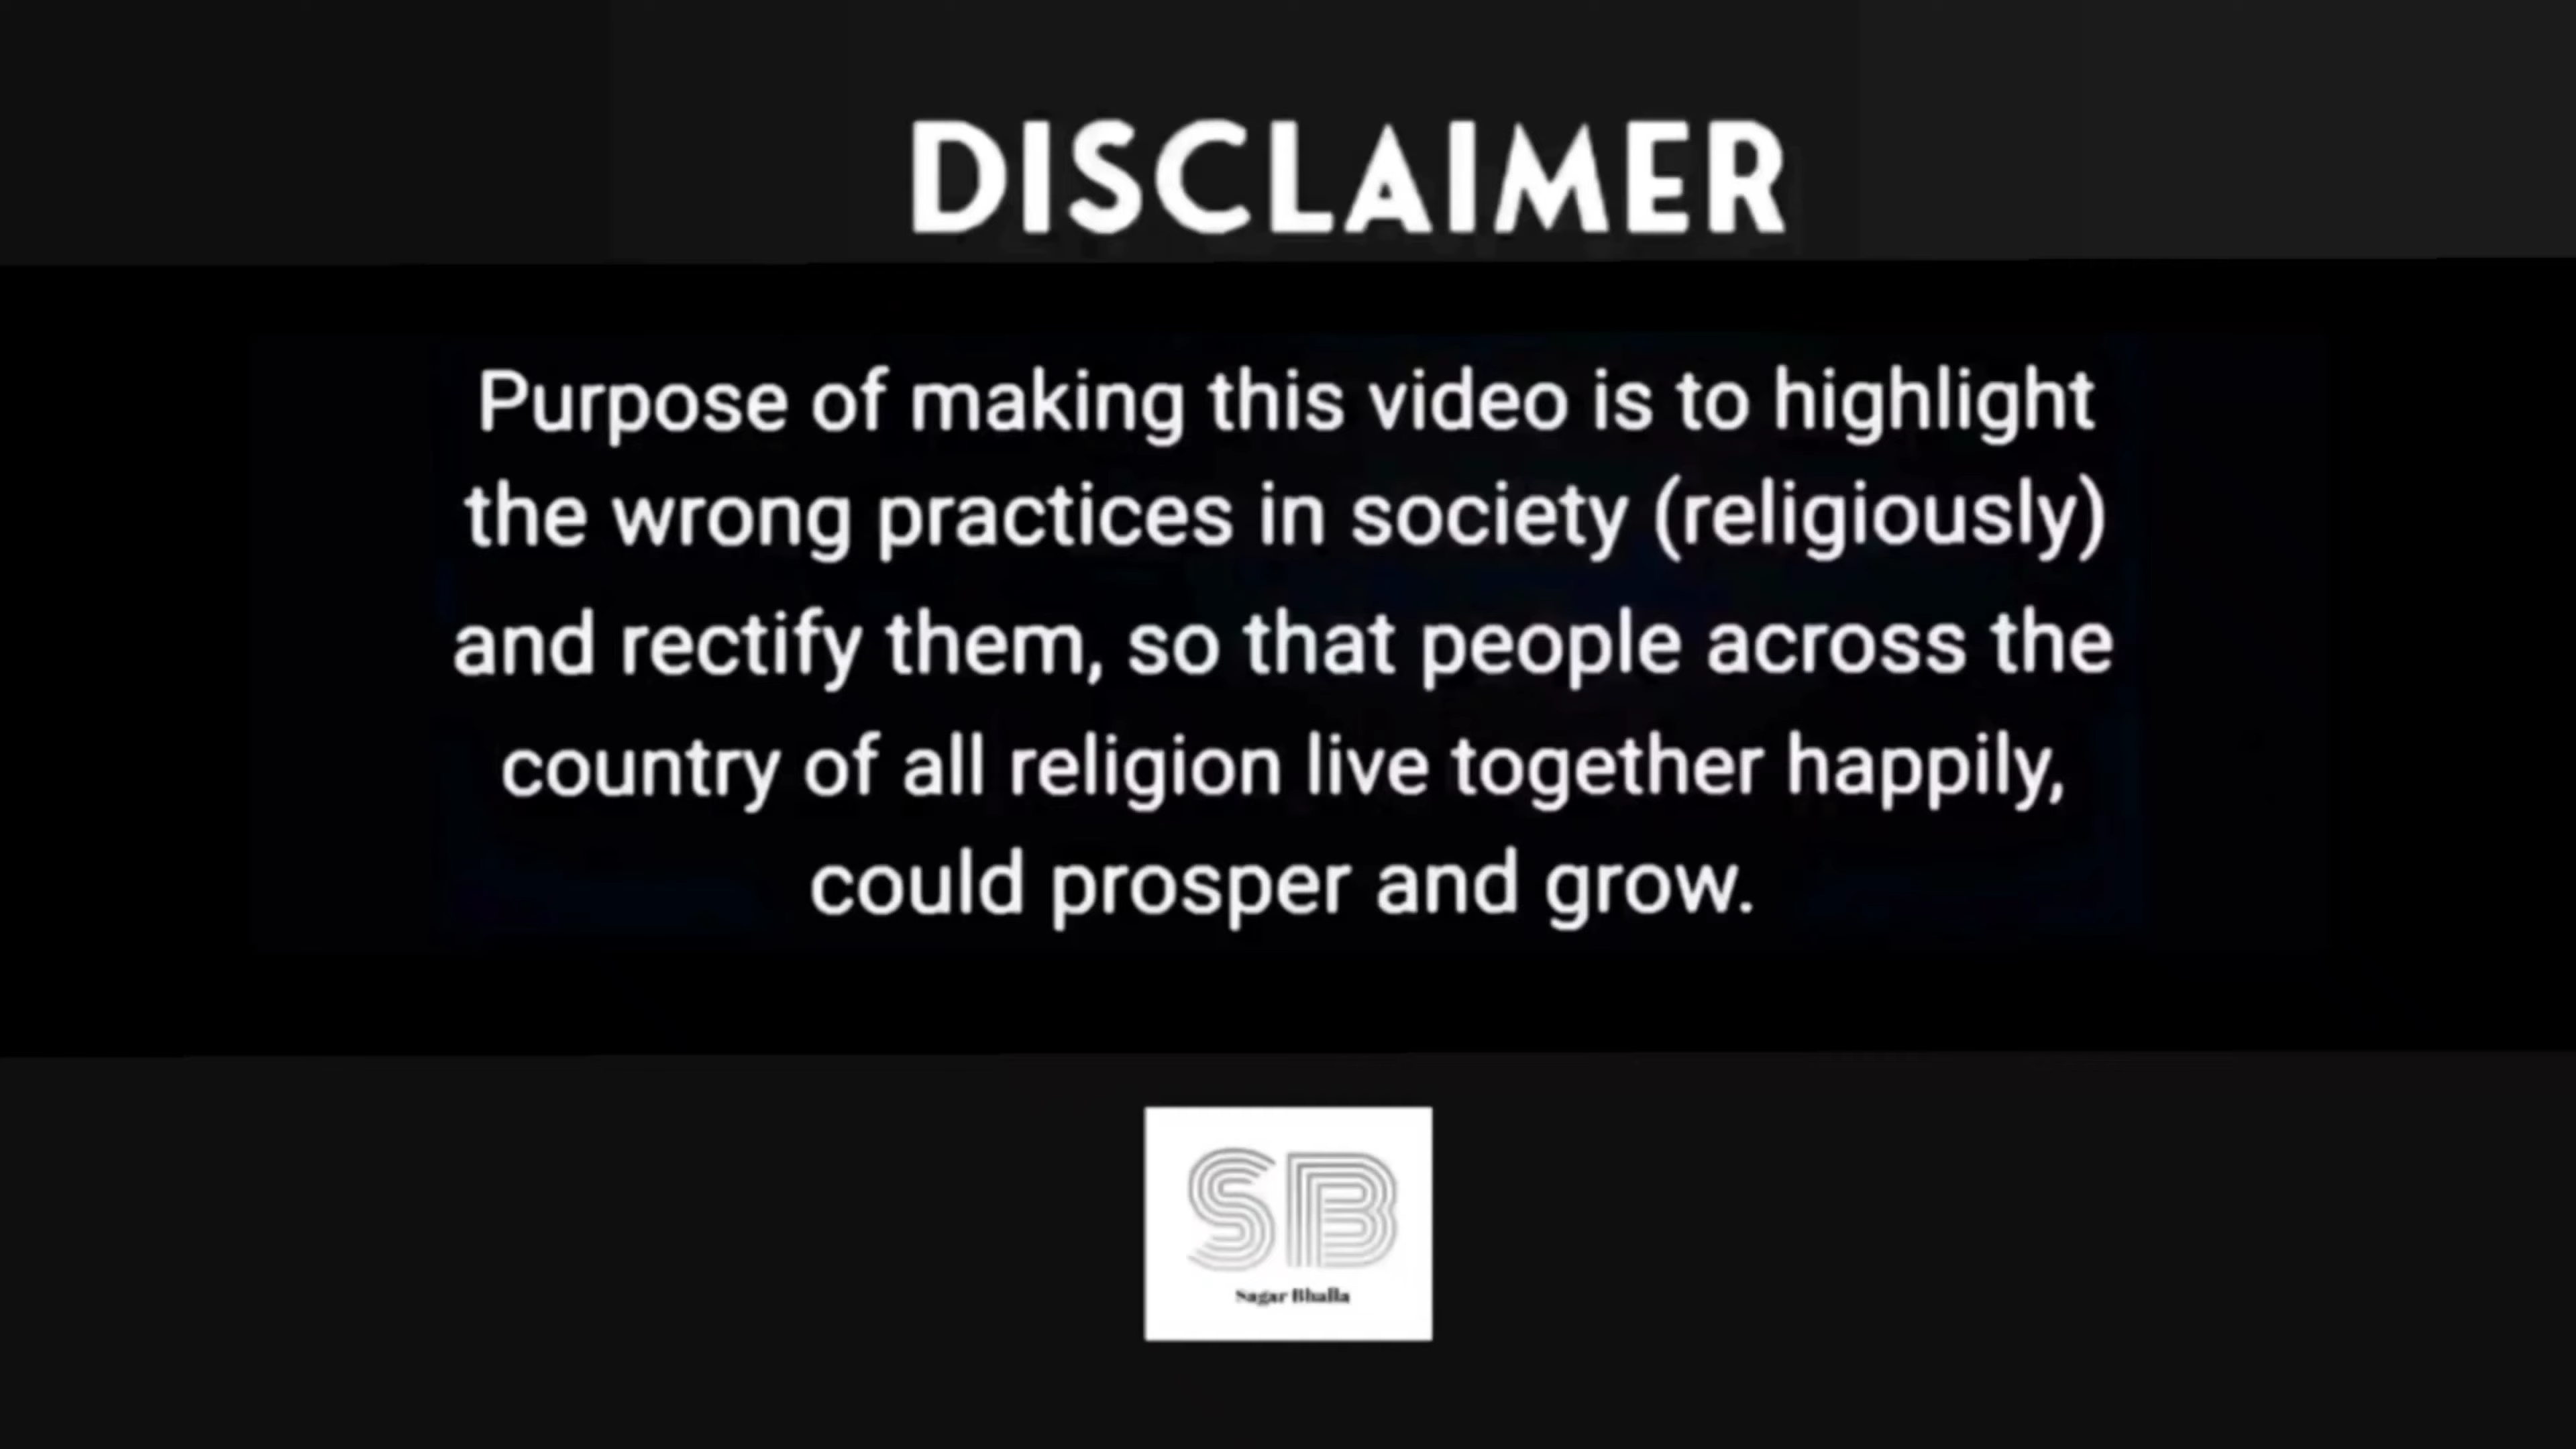 DISCLAIMER
Purpose of making this video is to highlight
the wrong practices in society (religiously)
and rectify them, so that people across the
country of all religion live together happily,
could prosper and grow.
SB
Sagar Bhalla